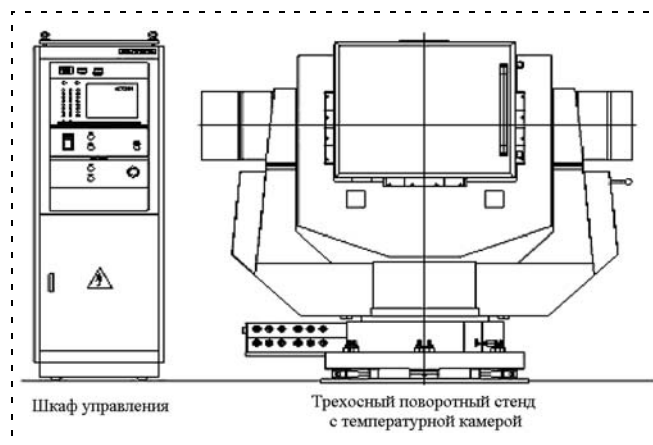 Шкаф управления
Трехосный поворотный стенд
с температурной камерой